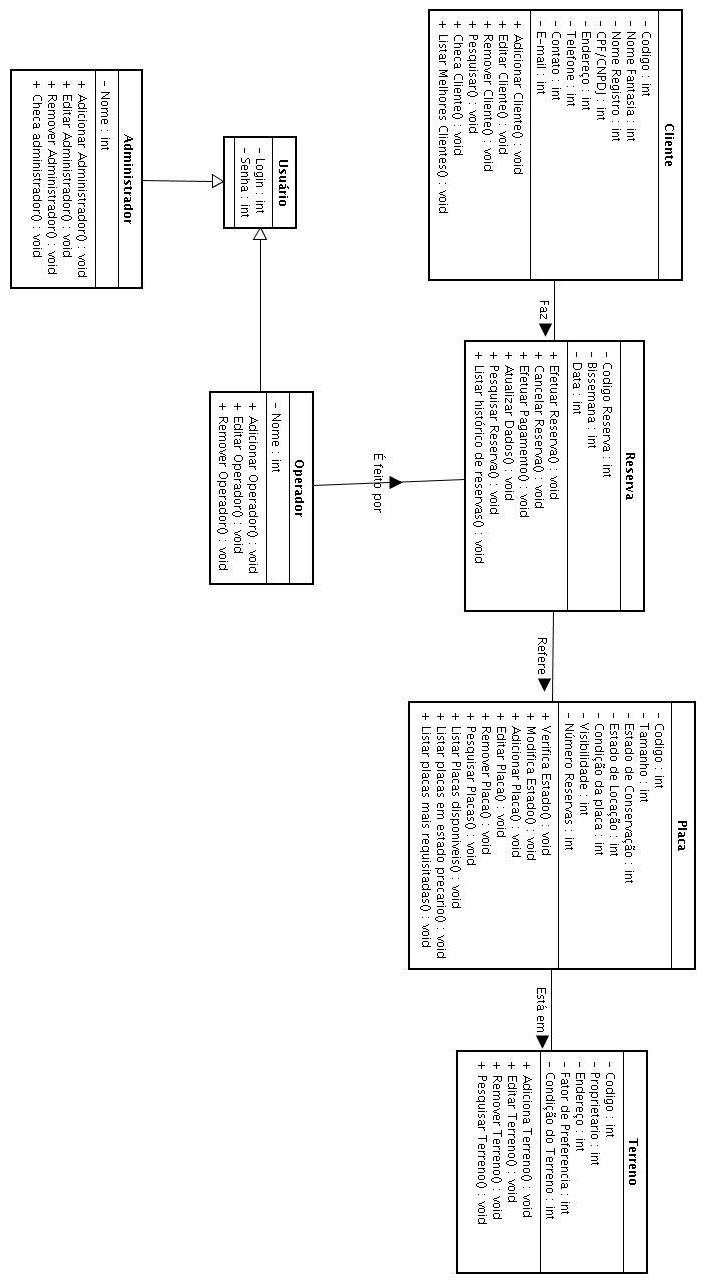 Cliente
- Codigo : int
- Nome Fantasia : int
- Nome Registro : int
- CPF/CNPDJ : int
- Endereço : int
- Telefone : int
- Contato : int
- E-mail : int
+ Adicionar Cliente() : void
+ Editar Cliente() : void
+ Remover Cliente() : void
+ Pesquisar() : void
+ Checa Cliente() : void
+ Listar Melhores Clientes() : void
Faz
Reserva
- Codigo Reserva : int
- Bissemana : int
- Data : int
+ Efetuar Reserva() : void
+ Cancelar Reserva() : void
+ Efetuar Pagamento() : void
+ Atualizar Dados() : void
+ Pesquisar Reserva() : void
+ Listar histórico de reservas() : void
Refere
Placa
- Codigo : int
- Tamanho : int
- Estado de Conservação : int
- Estado de Locação : int
- Condição da placa : int
- Visibilidade : int
- Número Reservas : int
+ Verifica Estado() : void
+ Modifica Estado() : void
+ Adicionar Placa() : void
+ Editar Placa() : void
+ Remover Placa() : void
+ Pesquisar Placas() : void
+ Listar Placas disponíveis() : void
+ Listar placas em estado precario() : void
+ Listar placas mais requisitadas() : void
Está em
Terreno
- Codigo : int
- Proprietario : int
- Endereço : int
- Fator de Preferencia : int
- Condição do Terreno : int
+ Adiciona Terreno() : void
+ Editar Terreno() : void
+ Remover Terreno() : void
+ Pesquisar Terreno() : void
É feito por
Usuário
- Login : int
- Senha : int
Operador
- Nome : int
+ Adicionar Operador() : void
+ Editar Operador() : void
+ Remover Operador() : void
Administrador
- Nome : int
+ Adicionar Administrador() : void
+ Editar Administrador() : void
+ Remover Administrador() : void
+ Checa administrador() : void